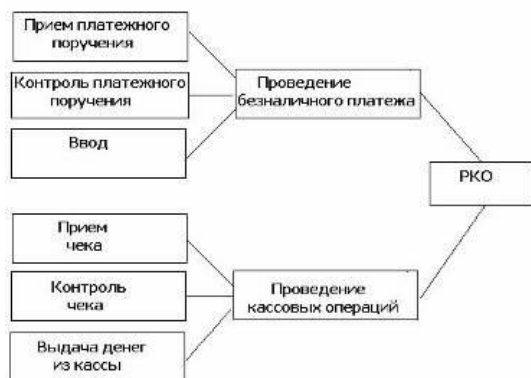 Прием платежного
поручения
Контроль платежного
поручения
Ввод
Проведение
безналичного платежа
РКО
Прием
чека
Контроль
чека
Выдача денег
из кассы
Проведение
кассовых операций